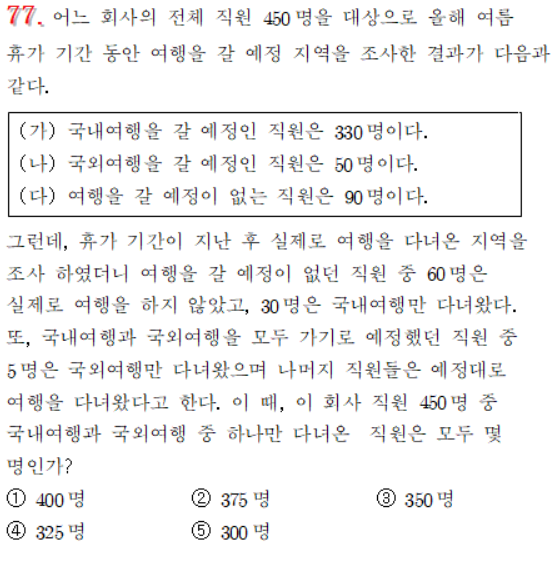 77. 어느 회사의 전체 직원 450명을 대상으로 올해 여름
휴가 기간 동안 여행을 갈 예정 지역을 조사한 결과가 다음과
같다.
(가) 국내여행을 갈 예정인 직원은 330명이다.
(나) 국외여행을 갈 예정인 직원은 50명이다.
(다) 여행을 갈 예정이 없는 직원은 90명이다.
그런데, 휴가 기간이 지난 후 실제로 여행을 다녀온 지역을
조사 하였더니 여행을 갈 예정이 없던 직원 중 60명은
실제로 여행을 하지 않았고, 30명은 국내여행만 다녀왔다.
또, 국내여행과 국외여행을 모두 가기로 예정했던 직원 중
5명은 국외여행만 다녀왔으며 나머지 직원들은 예정대로
여행을 다녀왔다고 한다. 이 때, 이 회사 직원 450명 중
국내여행과 국외여행 중 하나만 다녀온 직원은 모두 몇
명인가?
① 400명 ② 375명 ③ 350명
④ 325명 ⑤ 300명